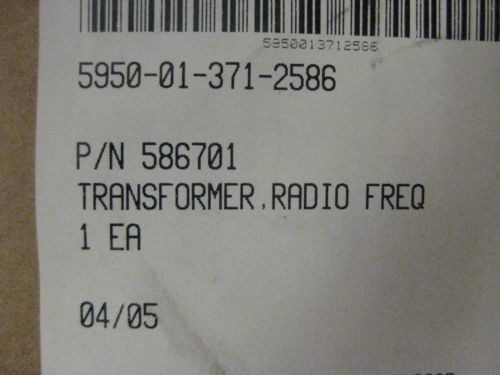 5950013712586
5950-01-371-2586
P/N 586701
TRANSFORMER,RADIO FREQ
1 EA
04/05